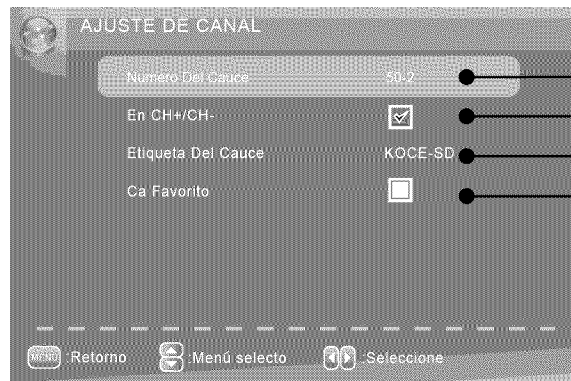 AJUSTE DE CANAL
Numero Del Cauce 50-2
En CH+/CH-
Etiqueta Del Cauce KOCE-SD
Ca Favorito
MENU :Retorno :Menú selecto :Seleccione